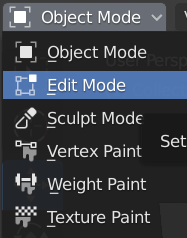 Object Mode
Object Mode
Edit Mode
Sculpt Mode
Vertex Paint
Set
Weight Paint
Texture Paint